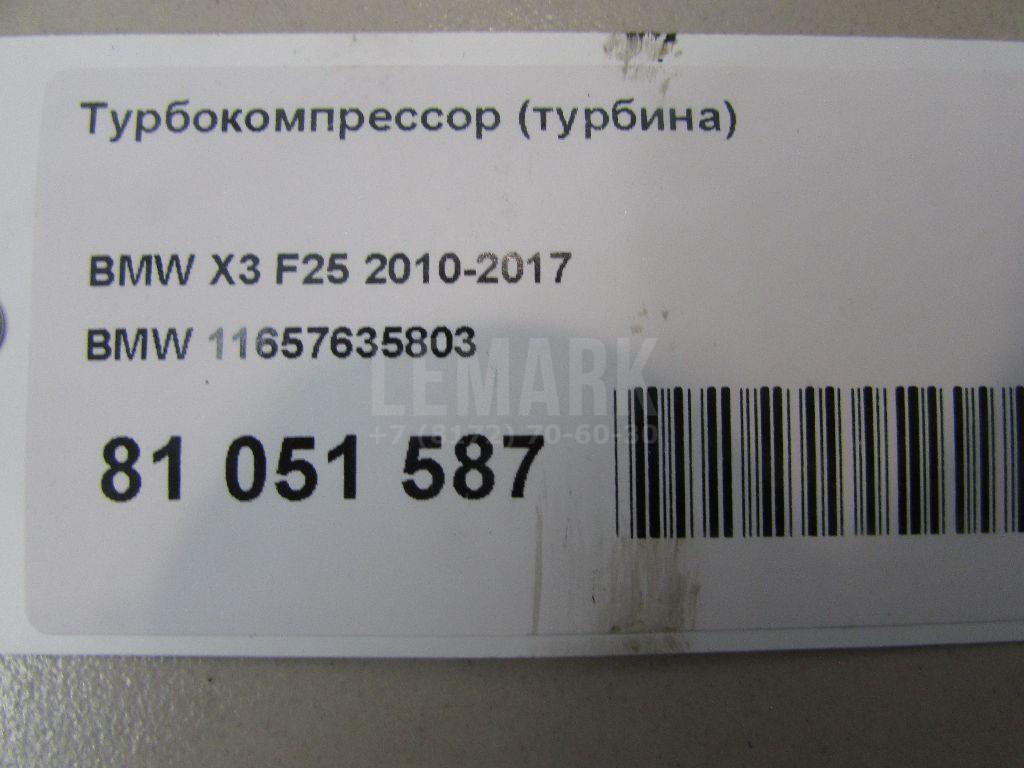 Турбокомпрессор (турбина)
BMW X3 F25 2010-2017
BMW 11657635803
LEMARK
+7 (8172) 70-60-30
81 051 587